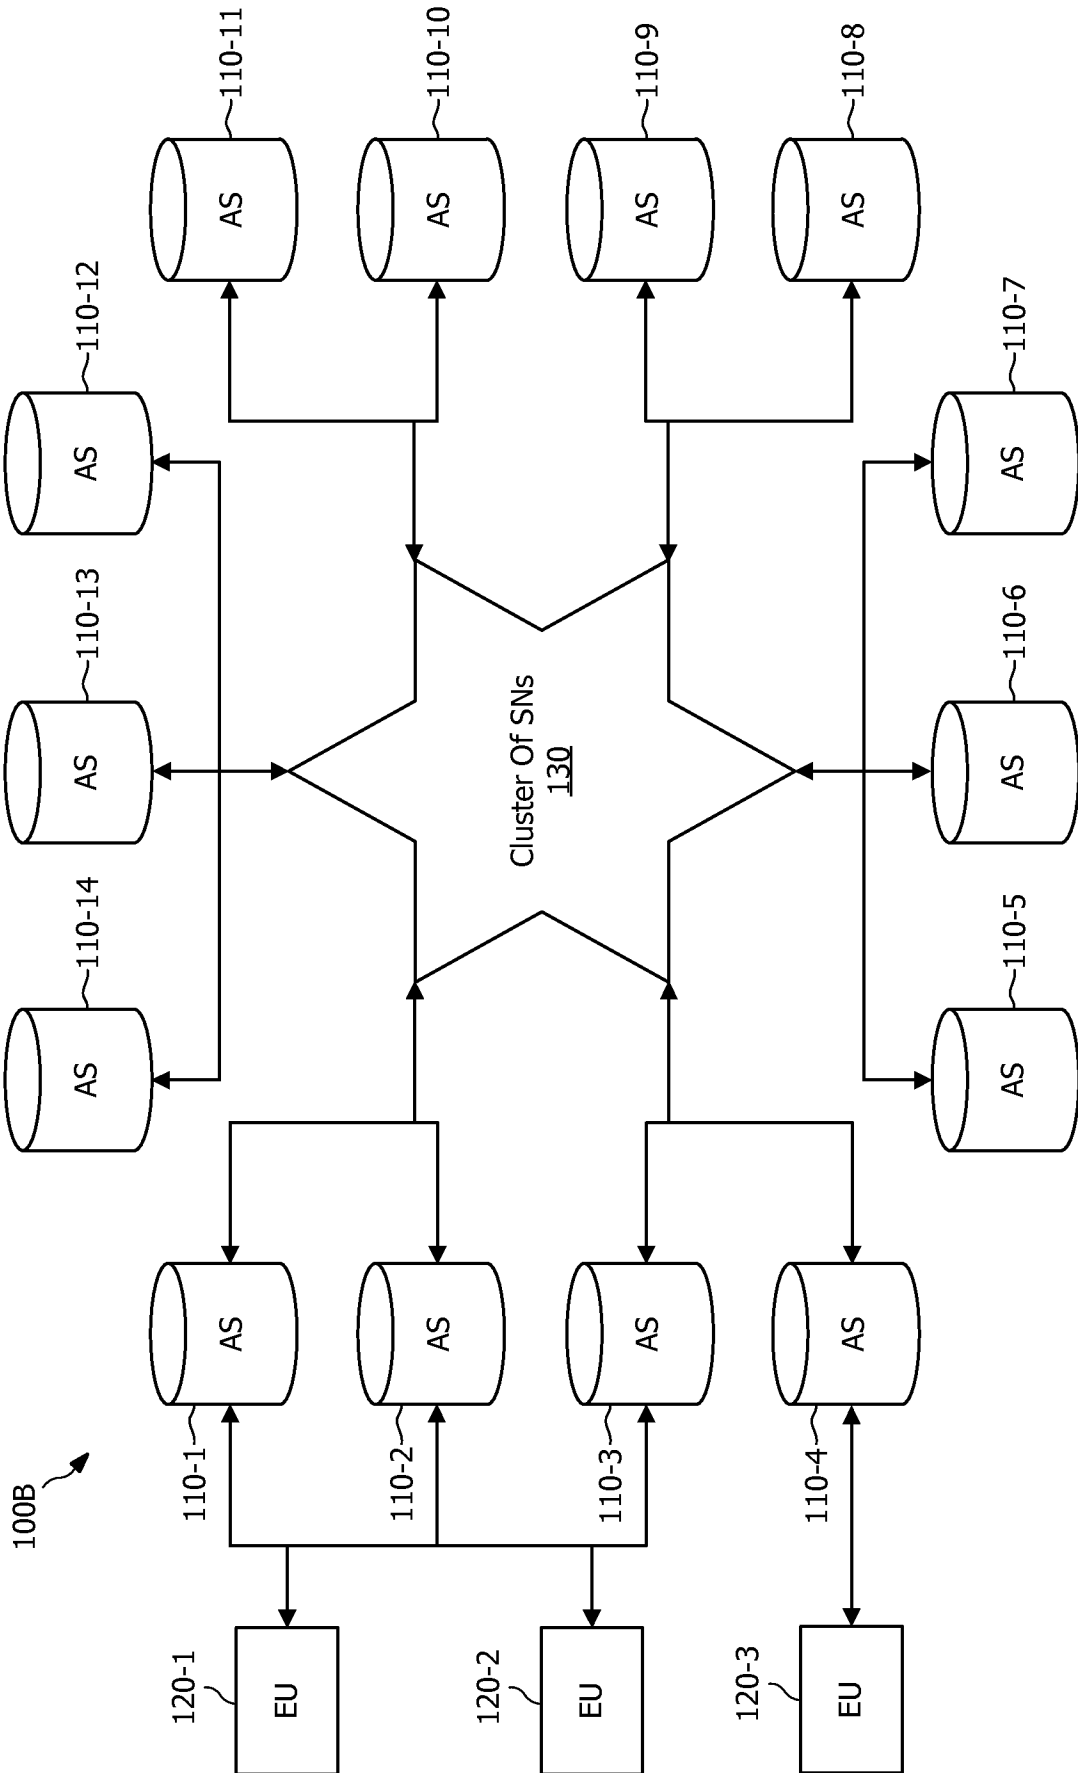 100B
110-14
AS
110-13
AS
110-12
AS
120-1
EU
110-1
AS
AS
110-11
110-2
AS
AS
110-10
120-2
EU
Cluster Of SNs
130
110-3
AS
AS
110-9
120-3
EU
110-4
AS
AS
110-8
AS
110-5
AS
110-6
AS
110-7